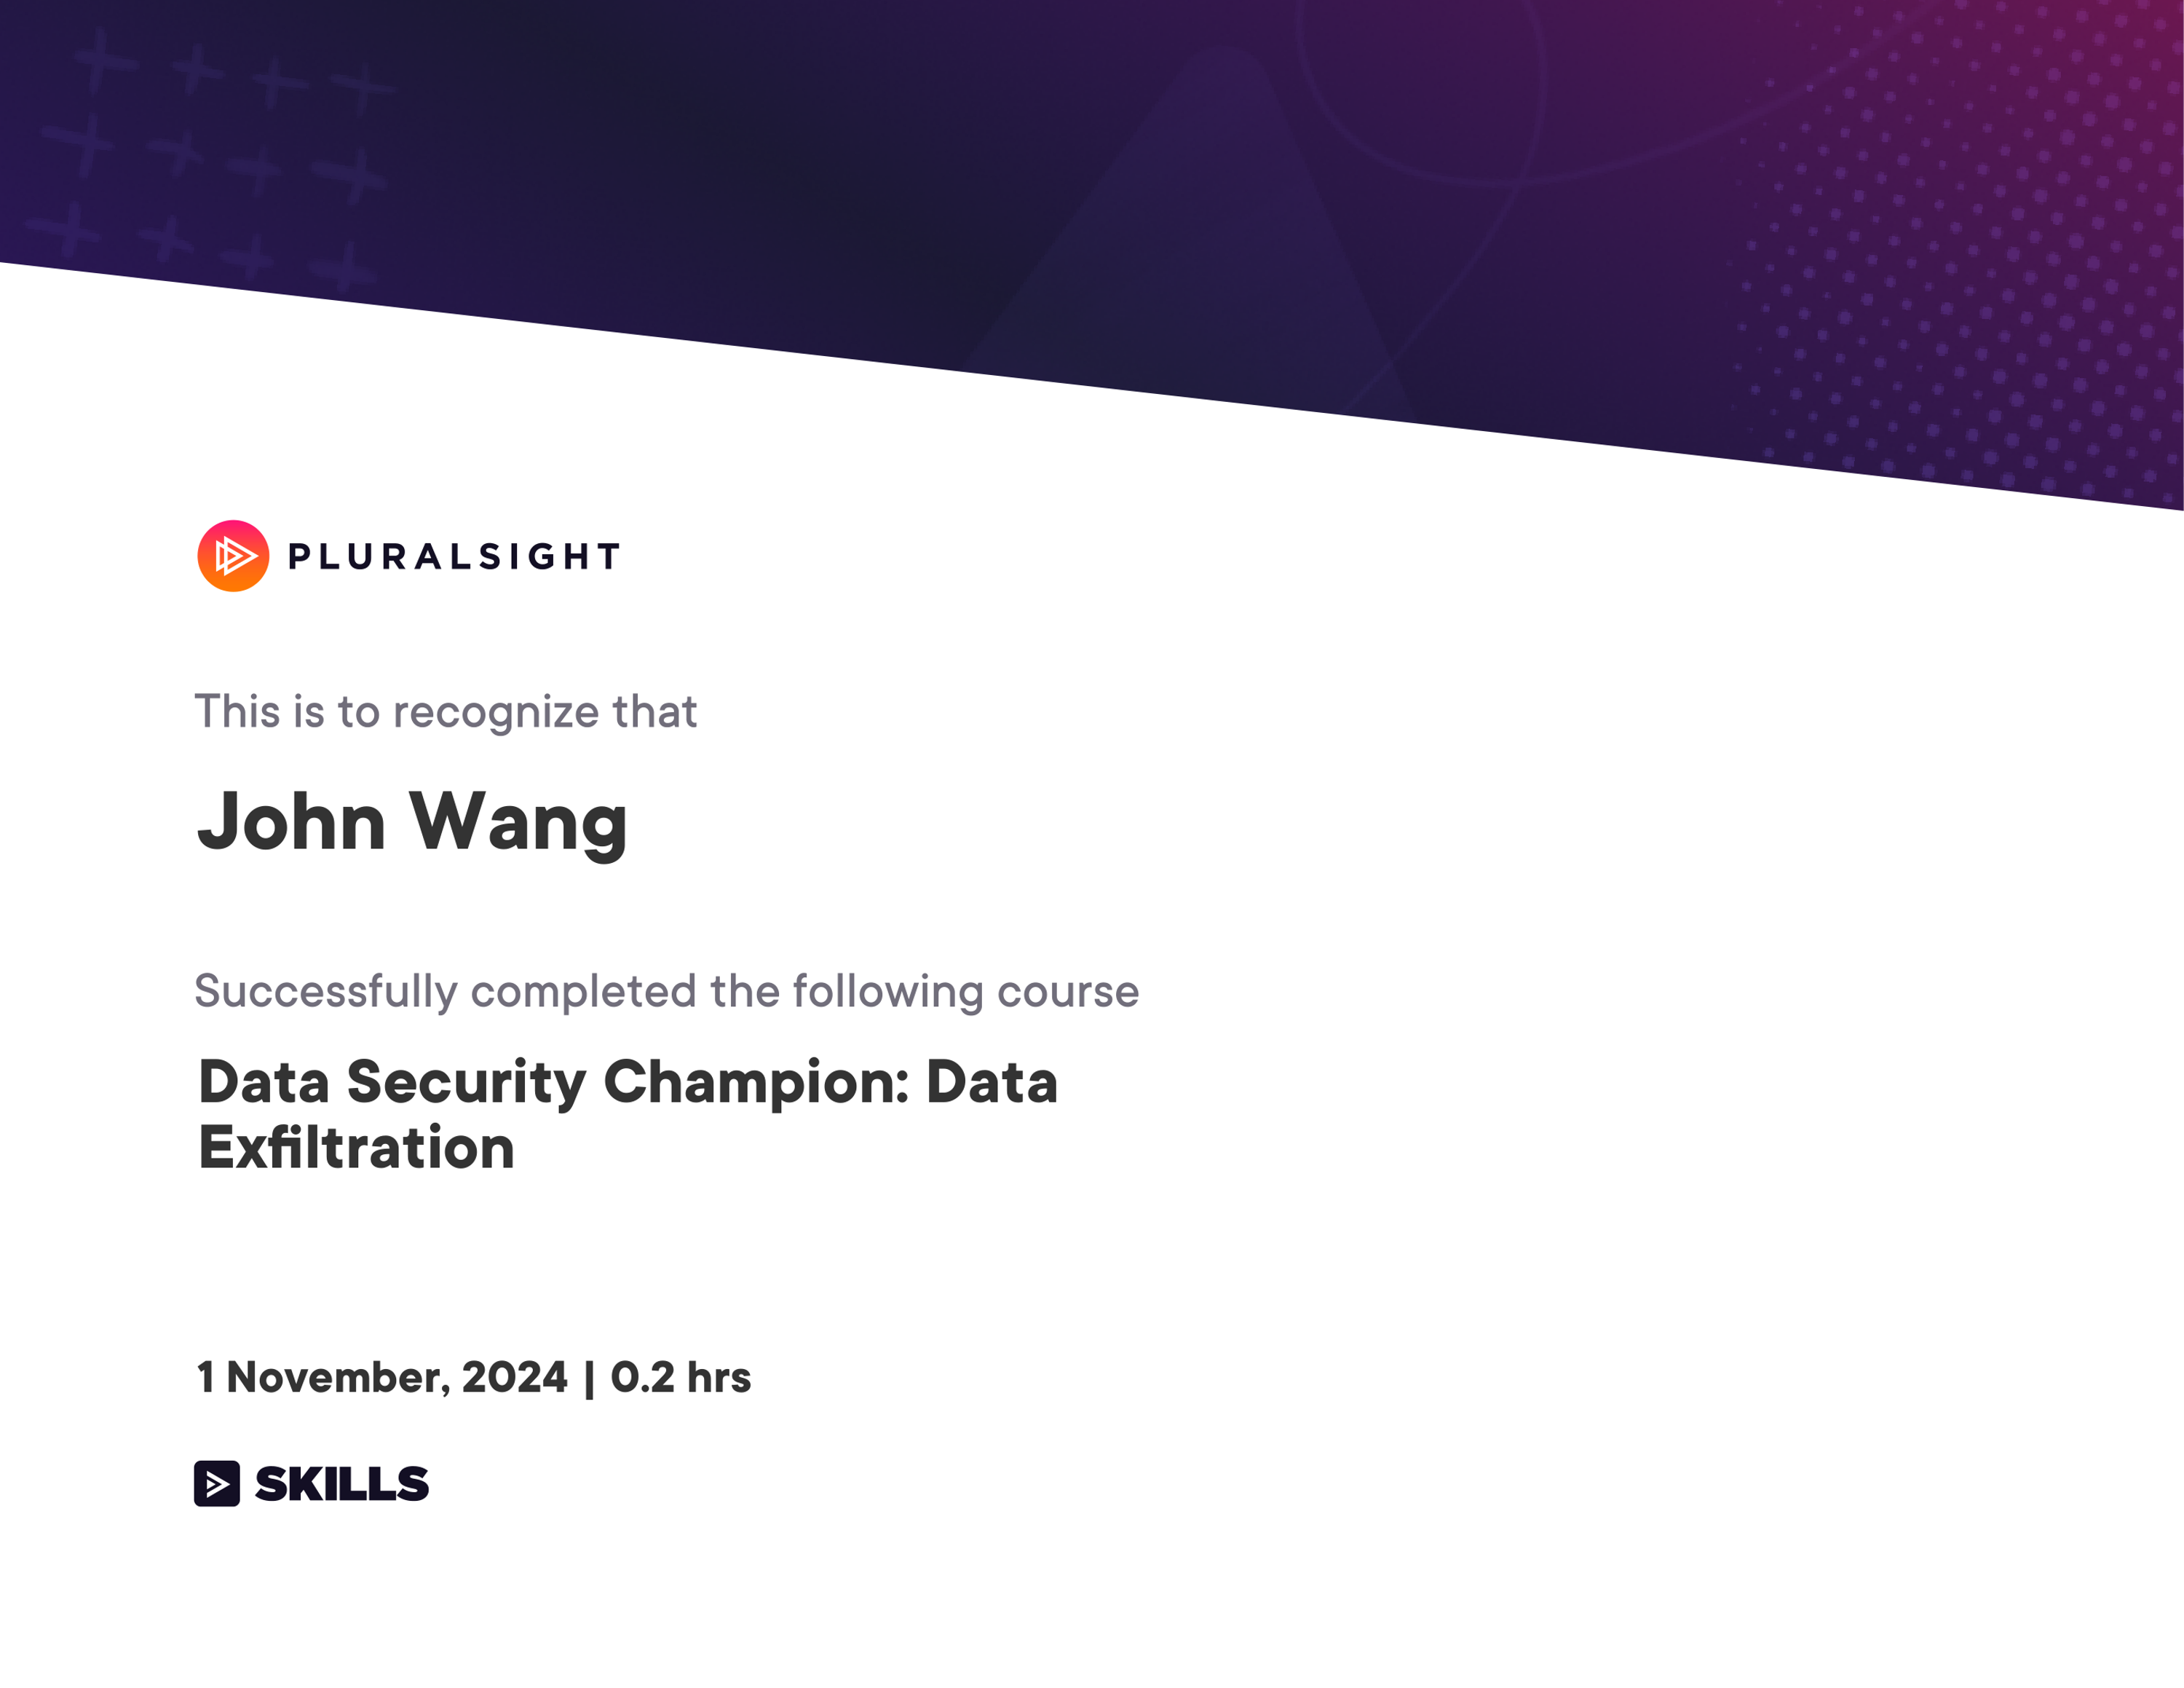 PLURALSIGHT
This is to recognize that
John Wang
Successfully completed the following course
Data Security Champion: Data
Exfiltration
1 November, 2024 | 0.2 hrs
SKILLS